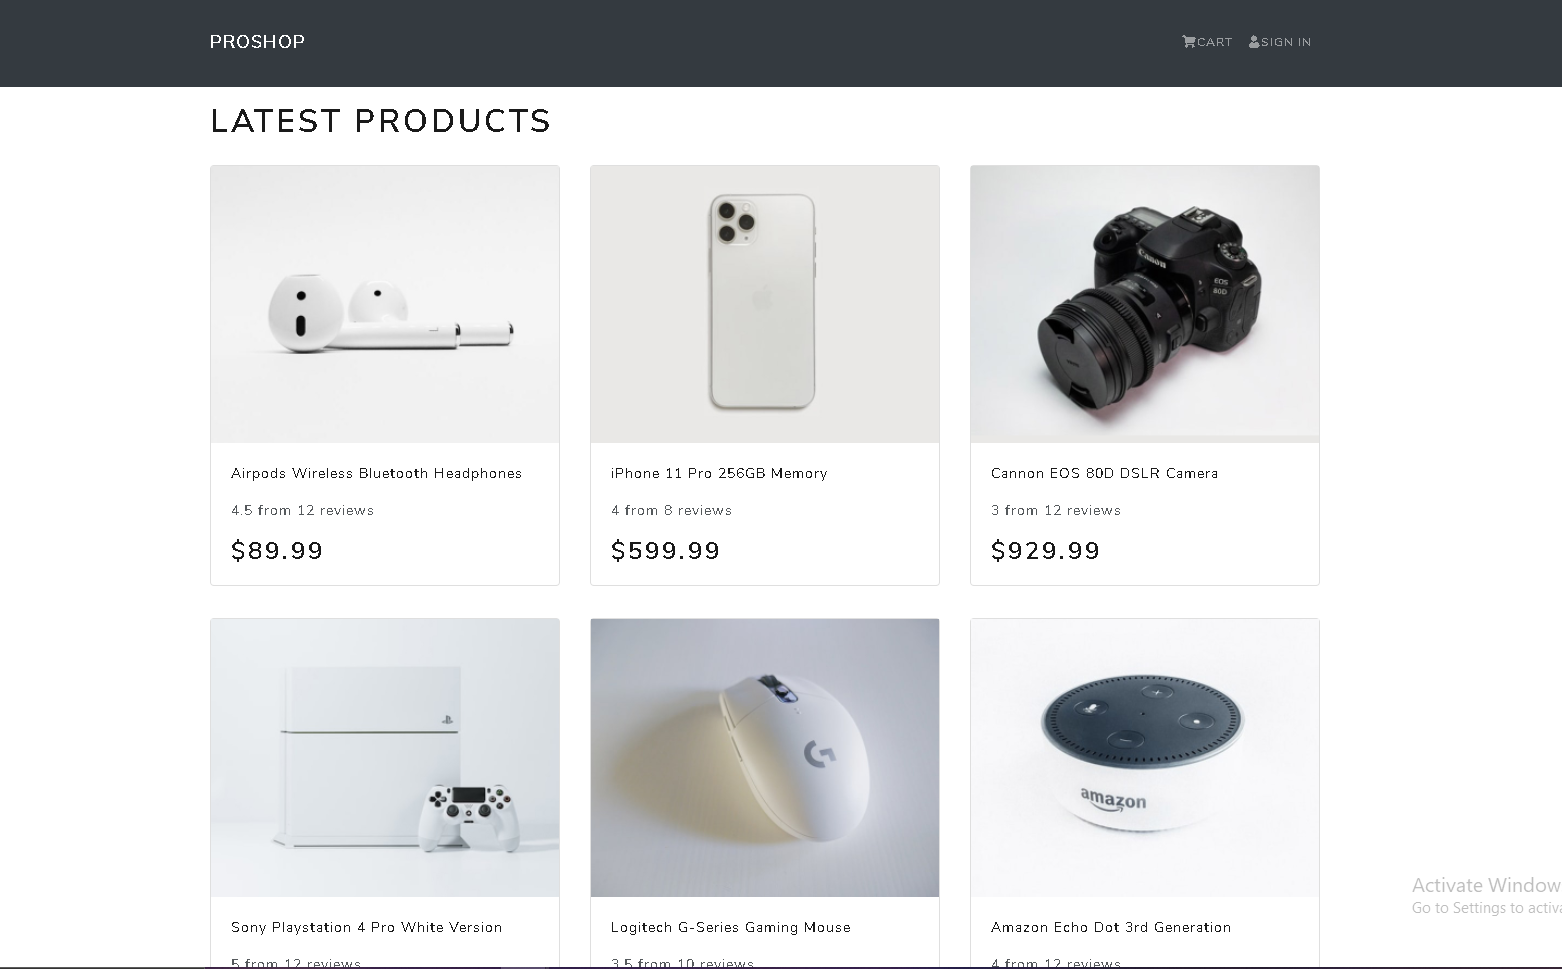 PROSHOP
CART
SIGN IN
LATEST PRODUCTS
Canon
EOS
80D
Airpods Wireless Bluetooth Headphones
iPhone 11 Pro 256GB Memory
Cannon EOS 80D DSLR Camera
4.5 from 12 reviews
4 from 8 reviews
3 from 12 reviews
$89.99
$599.99
$929.99
amazon
Activate Window
Go to Settings to activa
Sony Playstation 4 Pro White Version
Logitech G-Series Gaming Mouse
Amazon Echo Dot 3rd Generation
5 from 12 reviews
3.5 from 10 reviews
4 from 12 reviews